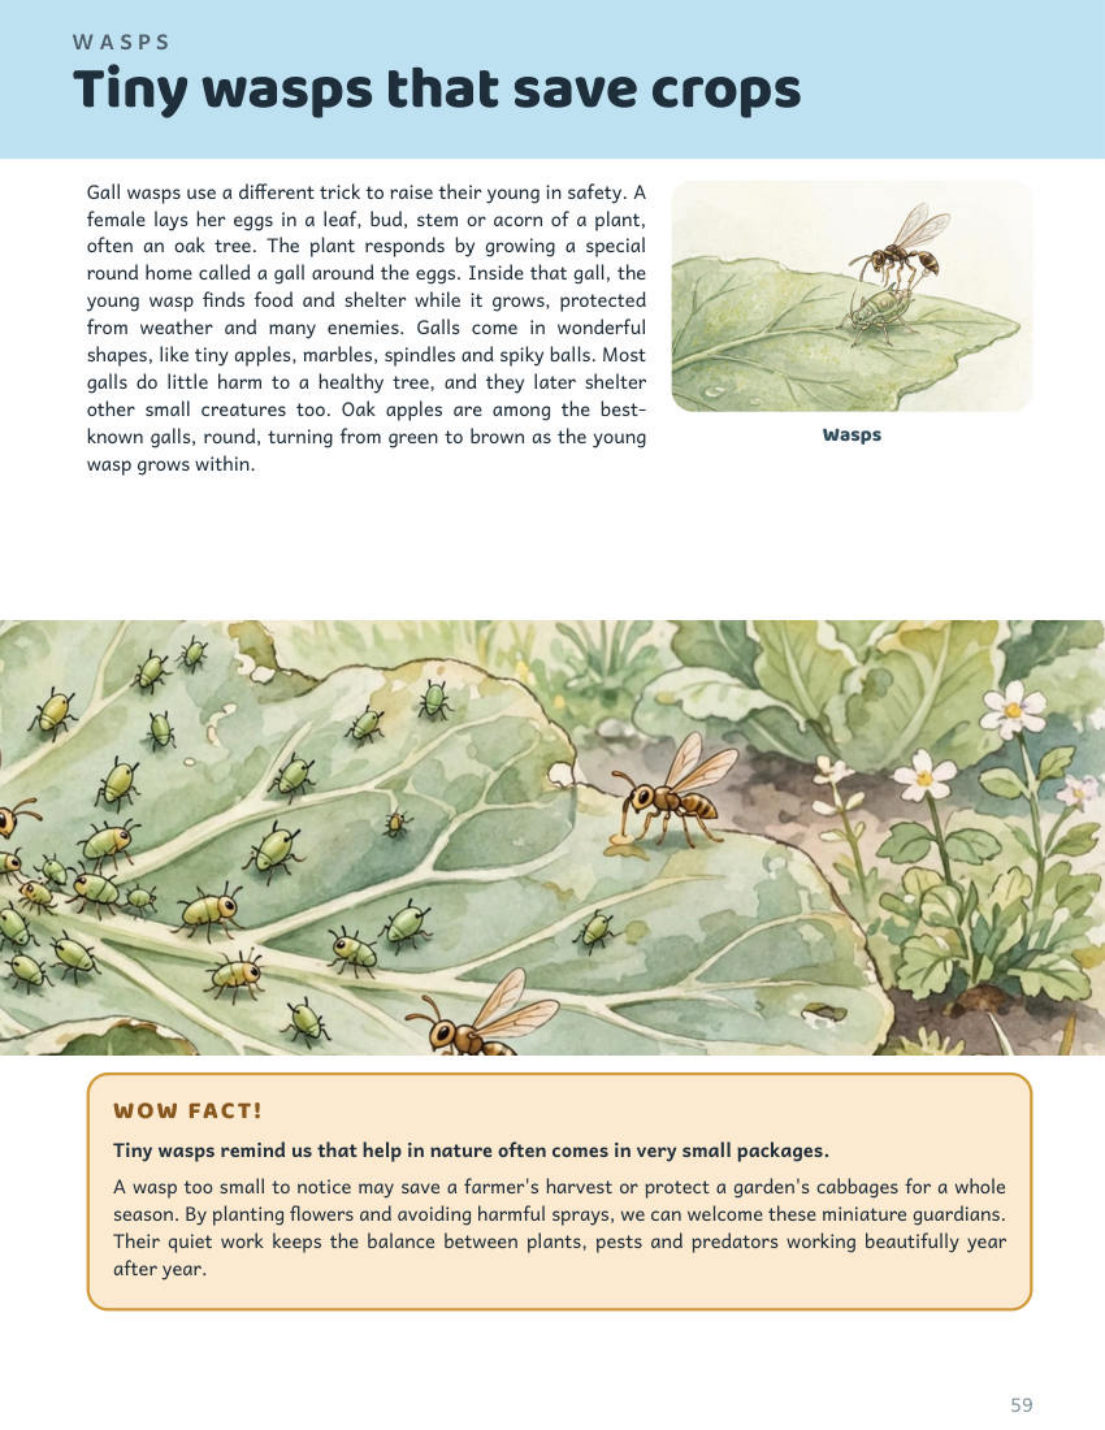 WASPS
Tiny wasps that save crops
Gall wasps use a different trick to raise their young in safety. A
female lays her eggs in a leaf, bud, stem or acorn of a plant,
often an oak tree. The plant responds by growing a special
round home called a gall around the eggs. Inside that gall, the
young wasp finds food and shelter while it grows, protected
from weather and many enemies. Galls come in wonderful
shapes, like tiny apples, marbles, spindles and spiky balls. Most
galls do little harm to a healthy tree, and they later shelter
other small creatures too. Oak apples are among the best-
known galls, round, turning from green to brown as the young
wasp grows within.
Wasps
WOW FACT!
Tiny wasps remind us that help in nature often comes in very small packages.
A wasp too small to notice may save a farmer's harvest or protect a garden's cabbages for a whole
season. By planting flowers and avoiding harmful sprays, we can welcome these miniature guardians.
Their quiet work keeps the balance between plants, pests and predators working beautifully year
after year.
59